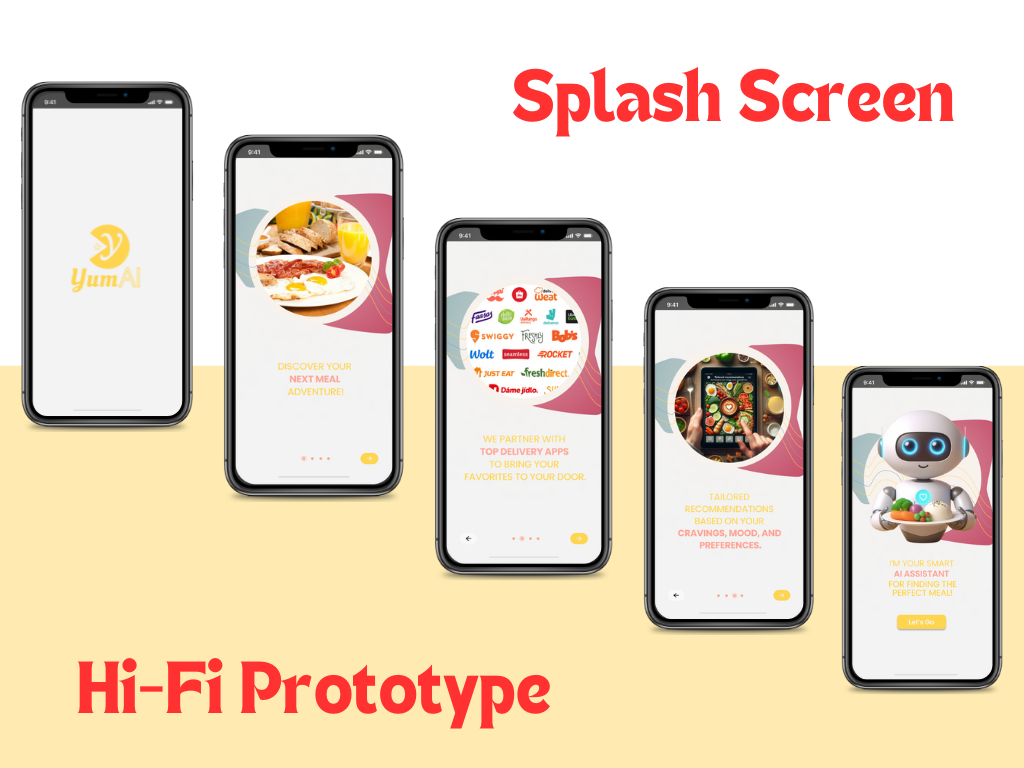 Splash Screen
9:41
YumAI
9:41
DISCOVER YOUR
NEXT MEAL
ADVENTURE!
9:41
Weat
Faasos
SWIGGY
FRESHLY
Bob's
Wolt
seamless
ROCKET
JUST EAT
freshdirect.
Dáme jídlo.
WE PARTNER WITH
TOP DELIVERY APPS
TO BRING YOUR
FAVORITES TO YOUR DOOR.
9:41
TAILORED
RECOMMENDATIONS
BASED ON YOUR
CRAVINGS, MOOD, AND
PREFERENCES.
9:41
I'M YOUR SMART
AI ASSISTANT
FOR FINDING THE
PERFECT MEAL!
Let's Go!
Hi-Fi Prototype